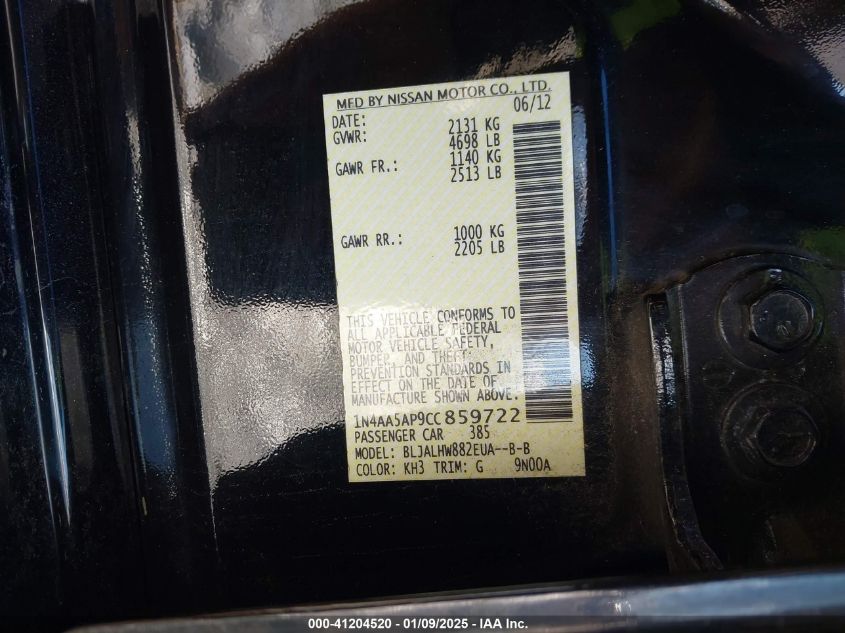 MFD BY NISSAN MOTOR CO., LTD.
DATE: 06/12
GVWR: 2131 KG
4698 LB
GAWR FR.: 1140 KG
2513 LB
GAWR RR.: 1000 KG
2205 LB
THIS VEHICLE CONFORMS TO
ALL APPLICABLE FEDERAL
MOTOR VEHICLE SAFETY,
BUMPER, AND THEFT
PREVENTION STANDARDS IN
EFFECT ON THE DATE OF
MANUFACTURE SHOWN ABOVE.
1N4AA5AP9CC859722
PASSENGER CAR 385
MODEL: BLJALHW882EUA--B-B
COLOR: KH3 TRIM: G 9N00A
000-41204520 - 01/09/2025 - IAA Inc.